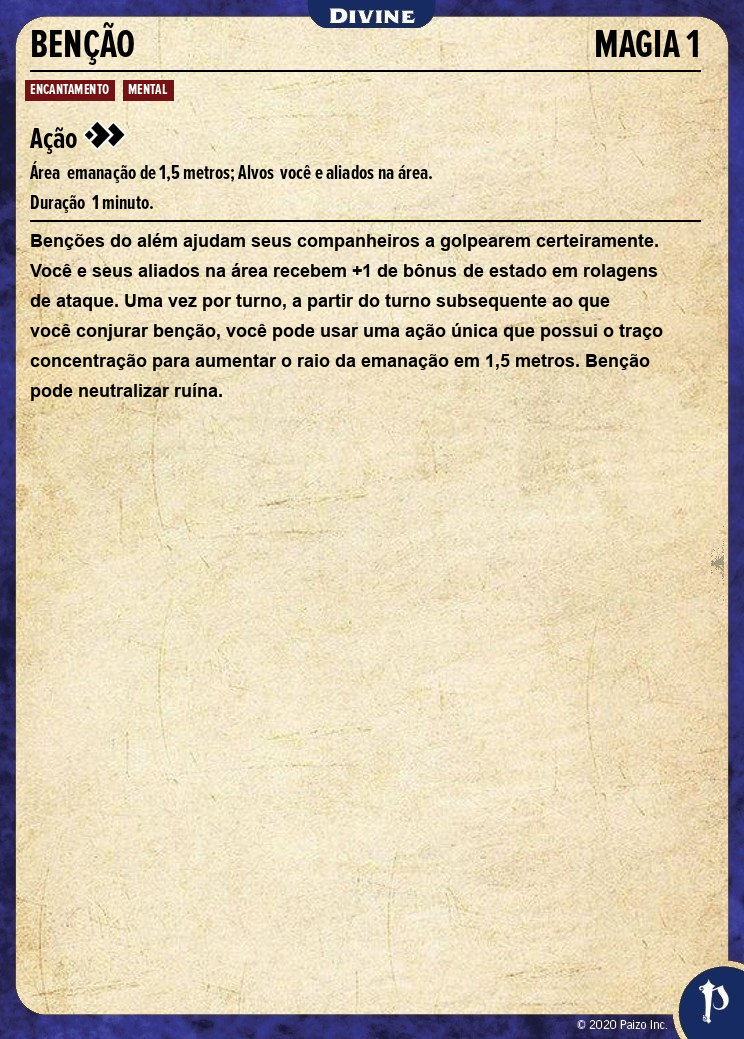 DIVINE
BENÇÃO MAGIA 1
ENCANTAMENTO MENTAL
Ação
Área emanação de 1,5 metros; Alvos você e aliados na área.
Duração 1 minuto.
Benções do além ajudam seus companheiros a golpearem certeiramente.
Você e seus aliados na área recebem +1 de bônus de estado em rolagens
de ataque. Uma vez por turno, a partir do turno subsequente ao que
você conjurar benção, você pode usar uma ação única que possui o traço
concentração para aumentar o raio da emanação em 1,5 metros. Benção
pode neutralizar ruína.
© 2020 Paizo Inc.
P